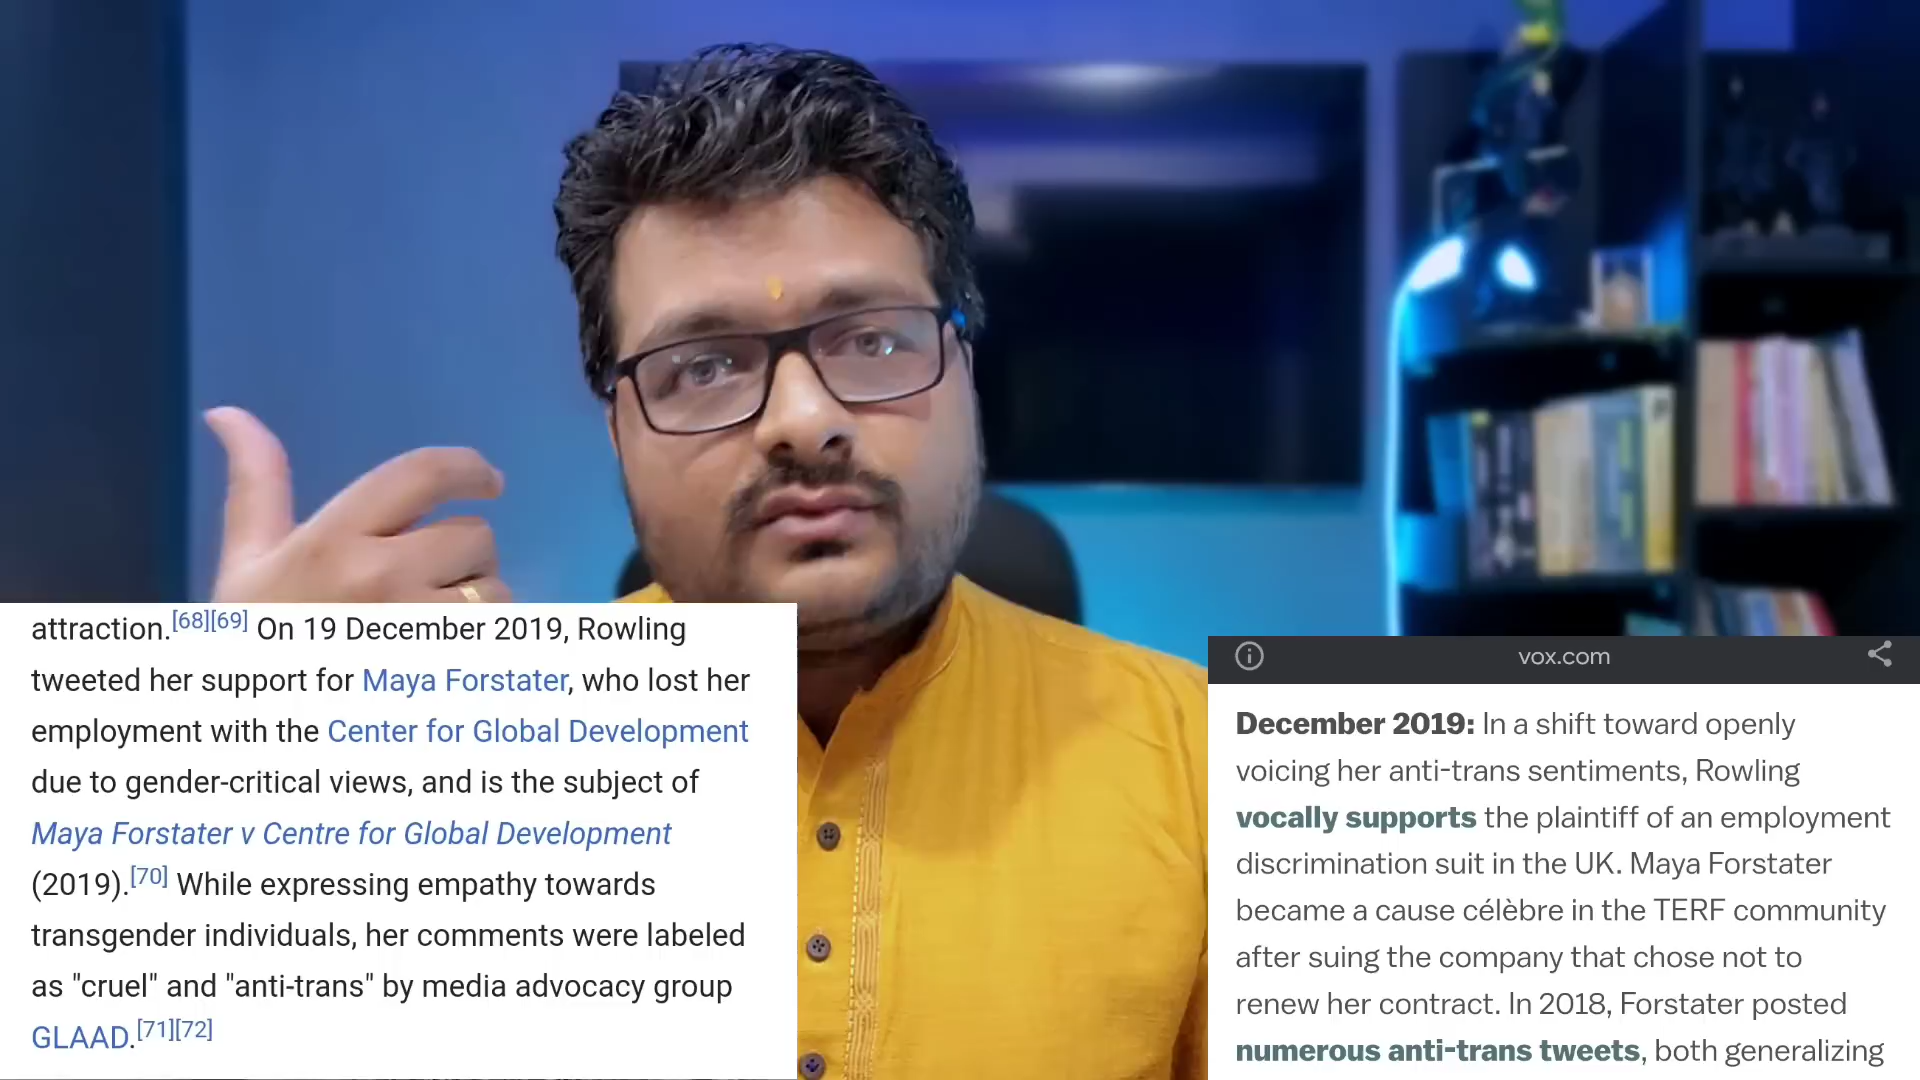 attraction.[68][69] On 19 December 2019, Rowling
tweeted her support for Maya Forstater, who lost her
employment with the Center for Global Development
due to gender-critical views, and is the subject of
Maya Forstater v Centre for Global Development
(2019).[70] While expressing empathy towards
transgender individuals, her comments were labeled
as "cruel" and "anti-trans" by media advocacy group
GLAAD.[71][72]
vox.com
December 2019: In a shift toward openly
voicing her anti-trans sentiments, Rowling
vocally supports the plaintiff of an employment
discrimination suit in the UK. Maya Forstater
became a cause célèbre in the TERF community
after suing the company that chose not to
renew her contract. In 2018, Forstater posted
numerous anti-trans tweets, both generalizing